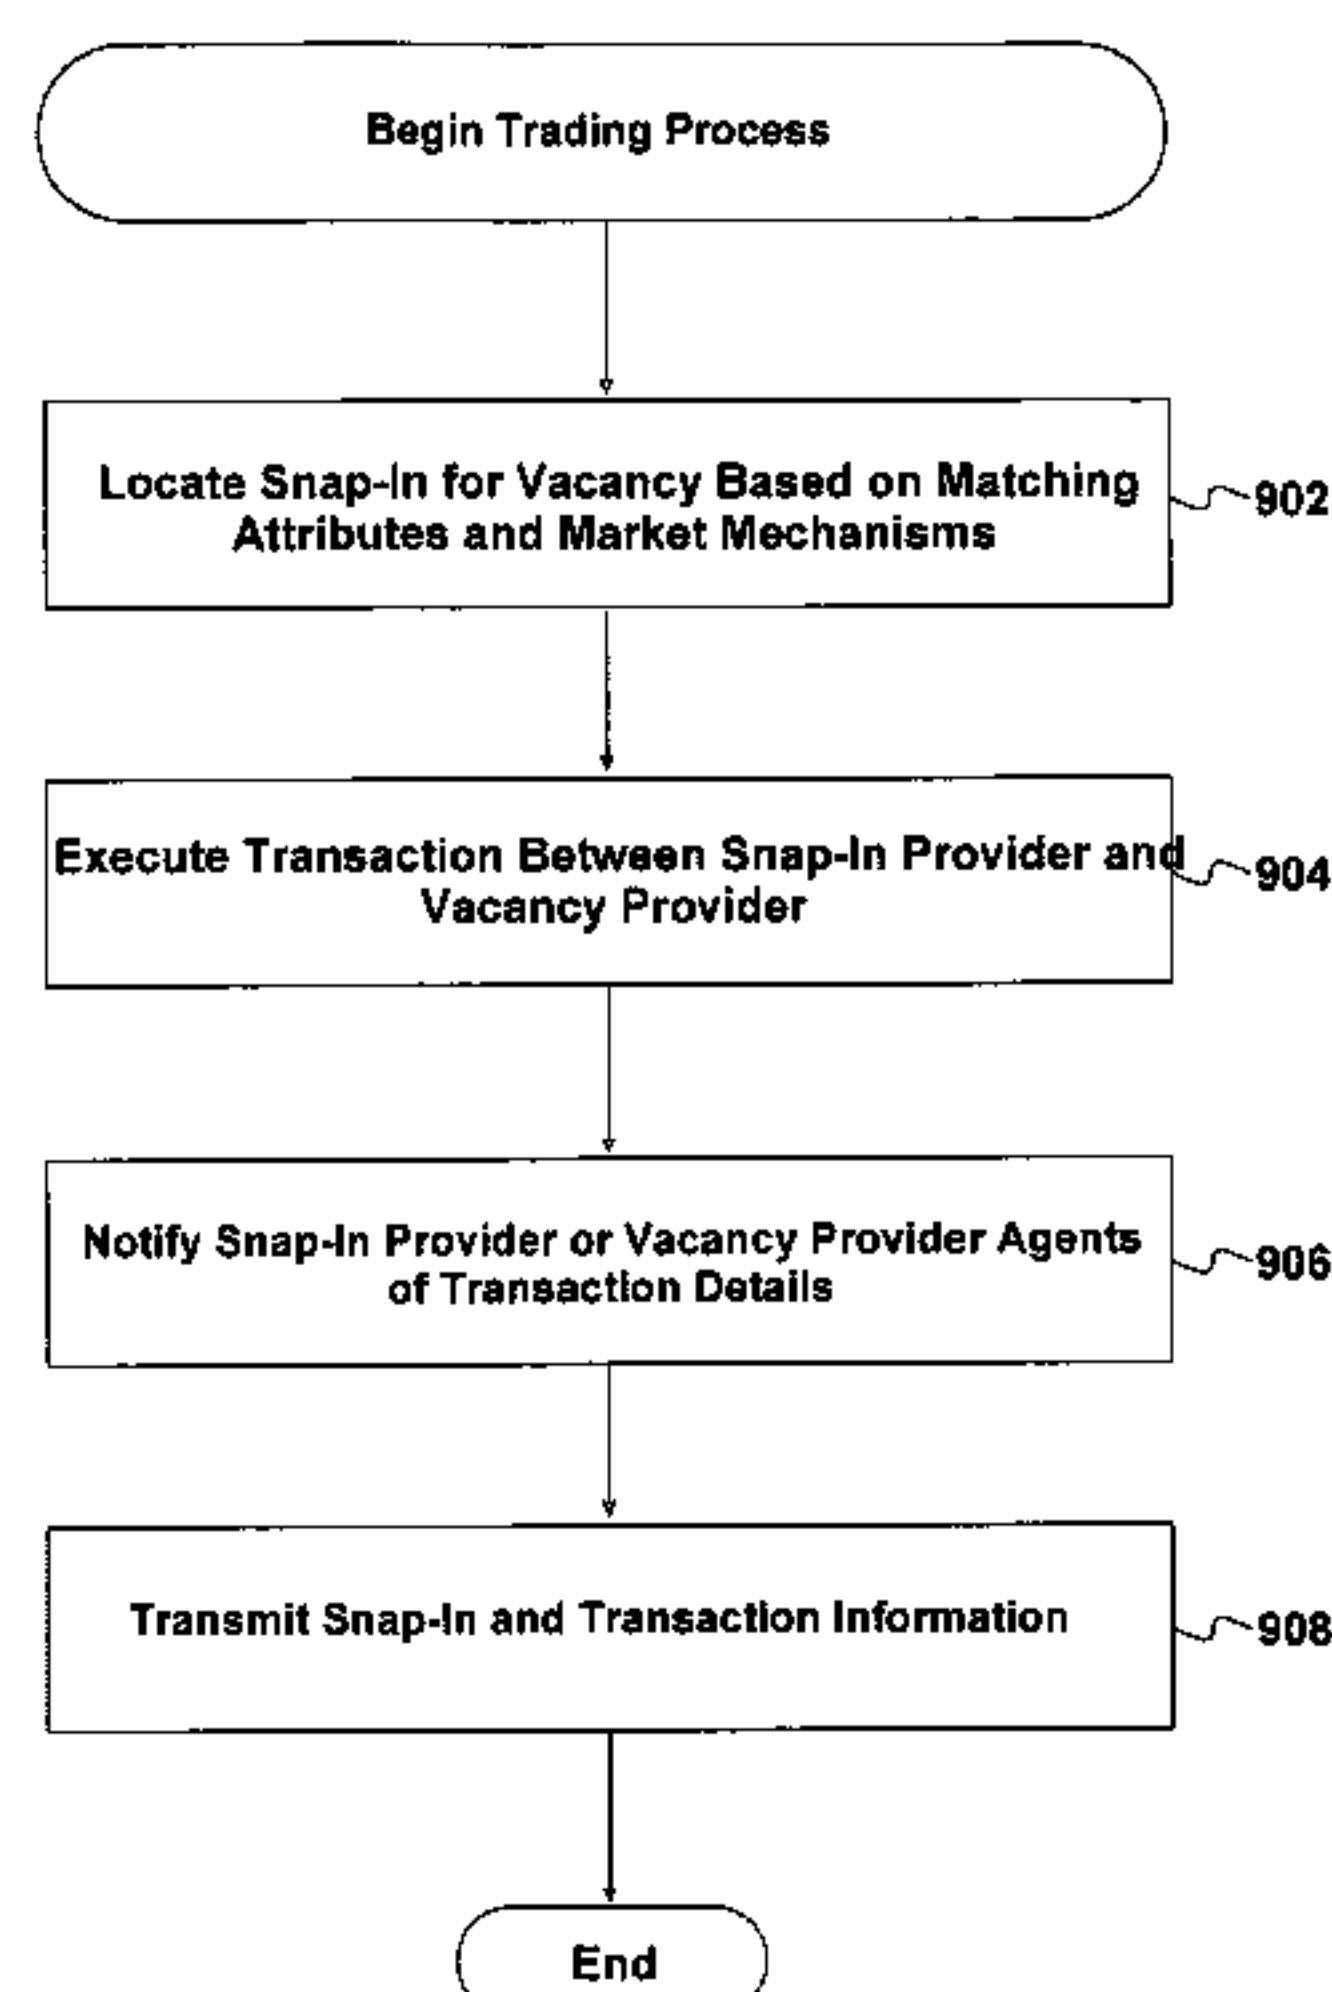 Begin Trading Process
Locate Snap-In for Vacancy Based on Matching
Attributes and Market Mechanisms
902
Execute Transaction Between Snap-In Provider and
Vacancy Provider
904
Notify Snap-In Provider or Vacancy Provider Agents
of Transaction Details
906
Transmit Snap-In and Transaction Information
908
End